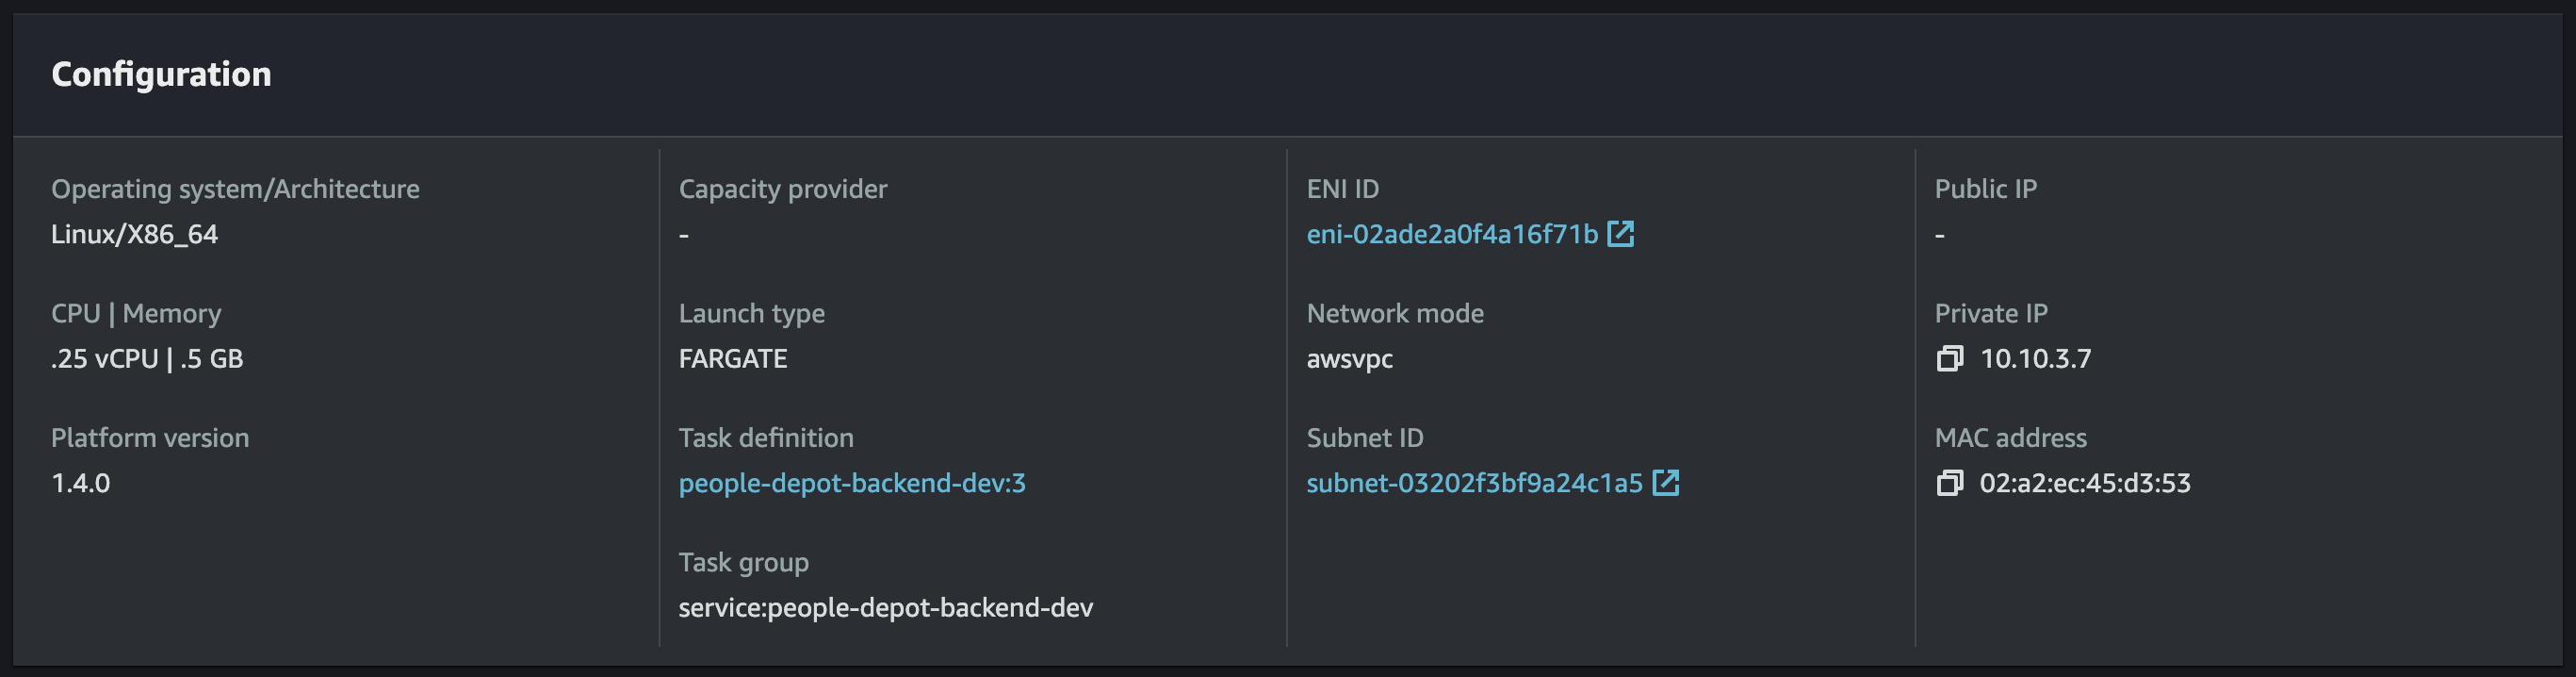 Configuration
Operating system/Architecture
Linux/X86_64
CPU | Memory
.25 vCPU | .5 GB
Platform version
1.4.0
Capacity provider
-
Launch type
FARGATE
Task definition
people-depot-backend-dev:3
Task group
service:people-depot-backend-dev
ENI ID
eni-02ade2a0f4a16f71b
Network mode
awsvpc
Subnet ID
subnet-03202f3bf9a24c1a5
Public IP
-
Private IP
10.10.3.7
MAC address
02:a2:ec:45:d3:53